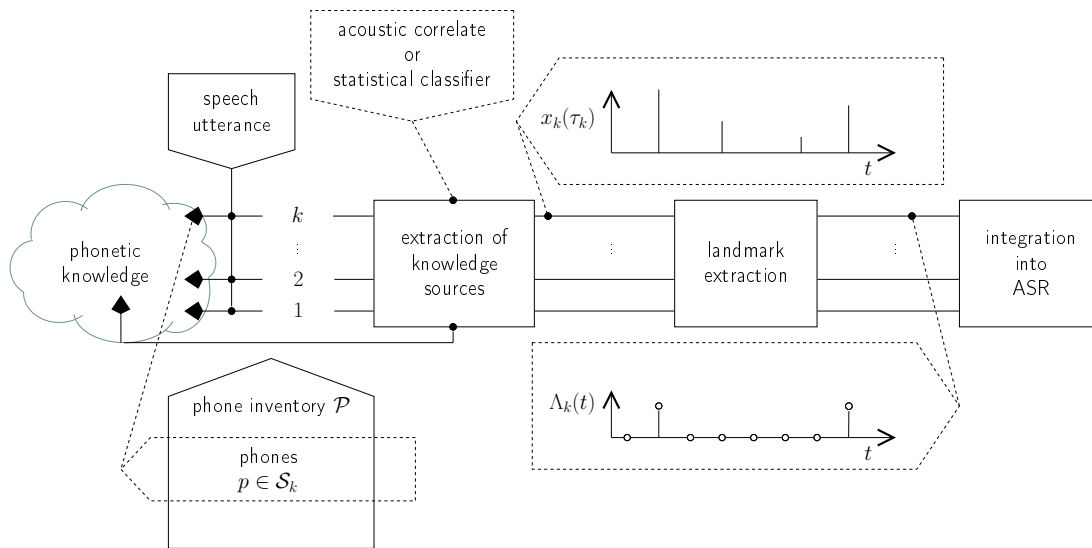 acoustic correlate
or
statistical classifier
speech
utterance
x_k(τ_k)
t
phonetic
knowledge
k
⋮
2
1
extraction of
knowledge
sources
⋮
landmark
extraction
⋮
integration
into
ASR
phone inventory 𝒫
phones
p ∈ 𝒮_k
Λ_k(t)
t